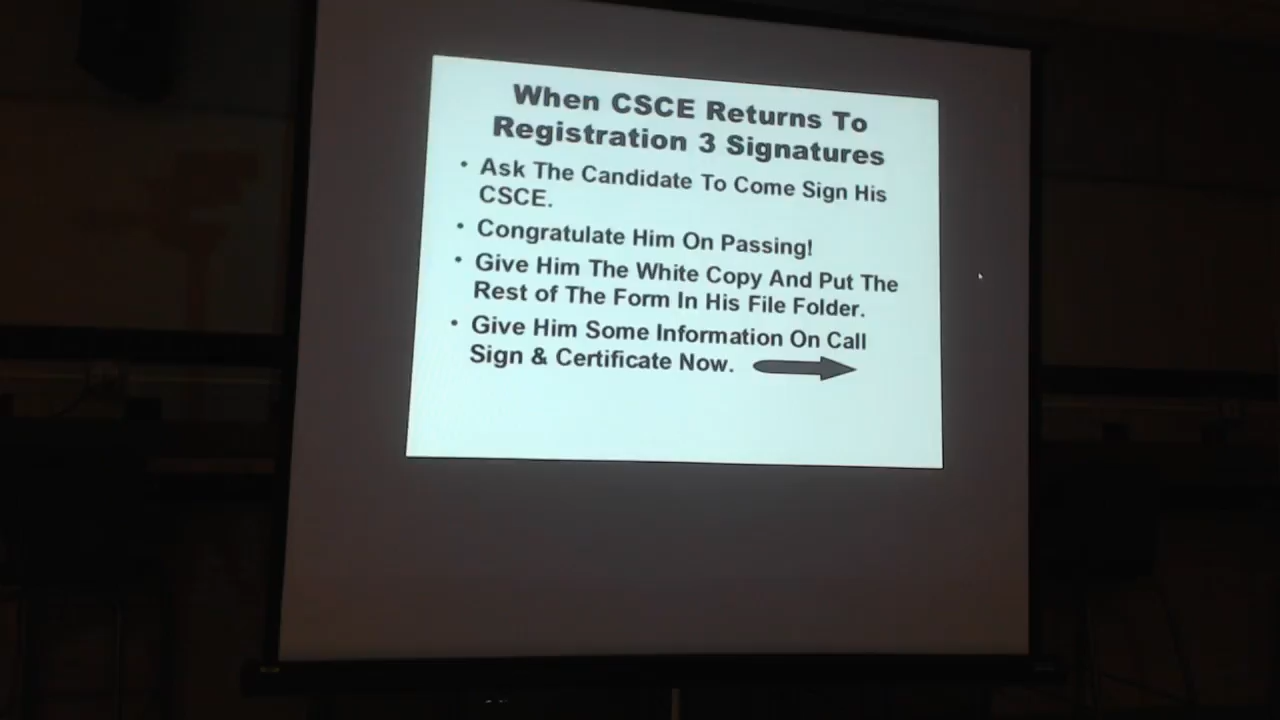 When CSCE Returns To
Registration 3 Signatures
• Ask The Candidate To Come Sign His
CSCE.
• Congratulate Him On Passing!
• Give Him The White Copy And Put The
Rest of The Form In His File Folder.
• Give Him Some Information On Call
Sign & Certificate Now.